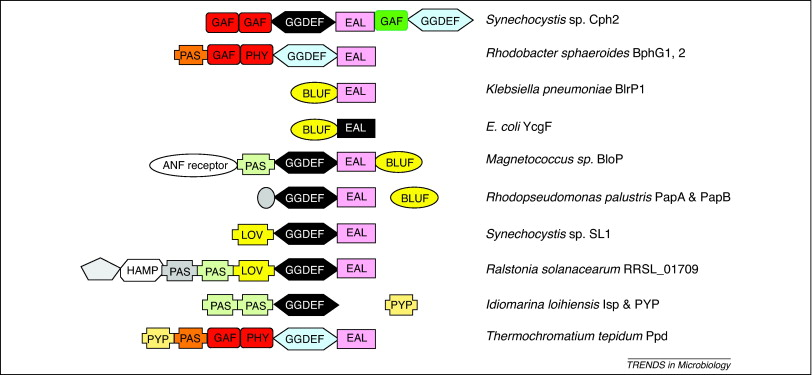 GAF GAF GGDEF EAL GAF GGDEF Synechocystis sp. Cph2
PAS GAF PHY GGDEF EAL Rhodobacter sphaeroides BphG1, 2
BLUF EAL Klebsiella pneumoniae BlrP1
BLUF EAL E. coli YcgF
ANF receptor PAS GGDEF EAL BLUF Magnetococcus sp. BloP
GGDEF EAL BLUF Rhodopseudomonas palustris PapA & PapB
LOV GGDEF EAL Synechocystis sp. SL1
HAMP PAS PAS LOV GGDEF EAL Ralstonia solanacearum RRSL_01709
PAS PAS GGDEF PYP Idiomarina loihiensis Isp & PYP
PYP PAS GAF PHY GGDEF EAL Thermochromatium tepidum Ppd
TRENDS in Microbiology